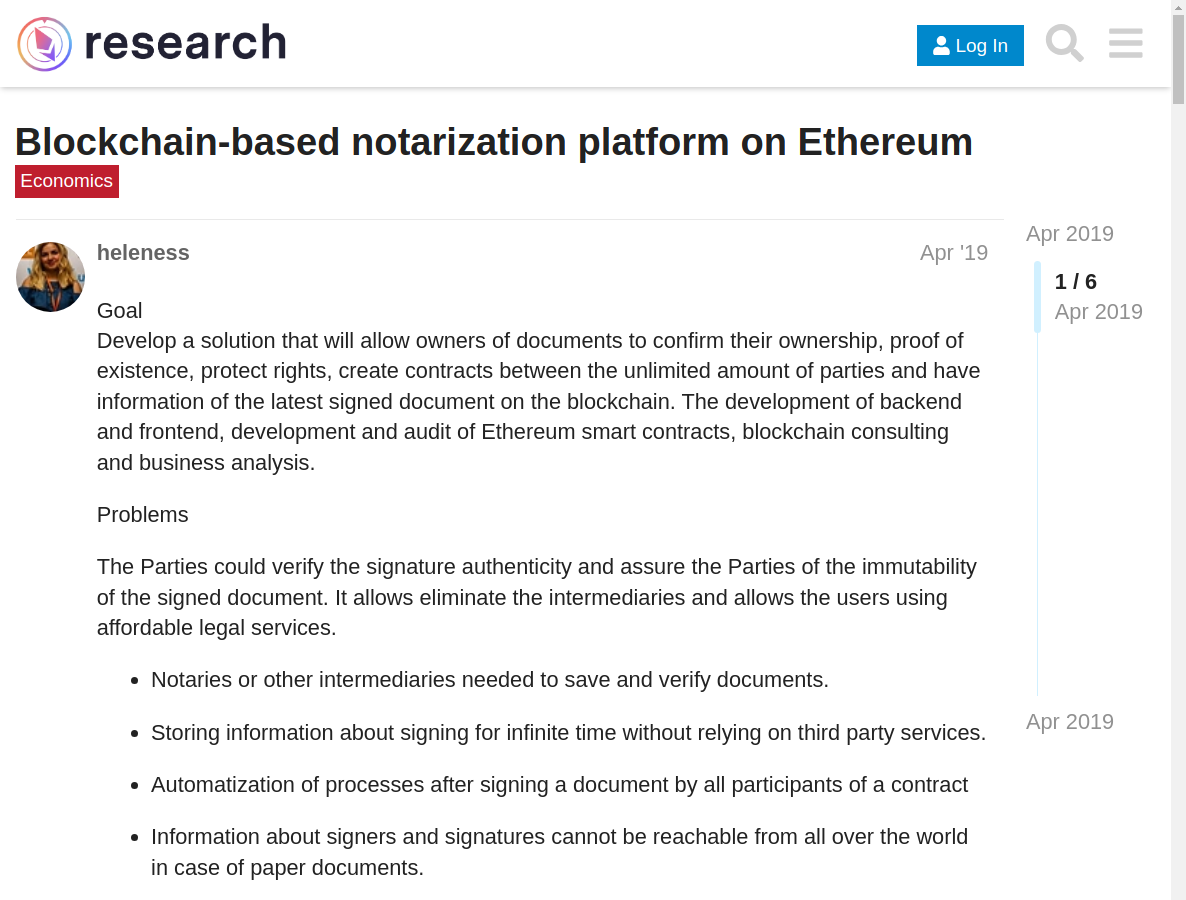 research
Log In
Blockchain-based notarization platform on Ethereum
Economics
heleness
Apr '19
Goal
Develop a solution that will allow owners of documents to confirm their ownership, proof of
existence, protect rights, create contracts between the unlimited amount of parties and have
information of the latest signed document on the blockchain. The development of backend
and frontend, development and audit of Ethereum smart contracts, blockchain consulting
and business analysis.
Problems
The Parties could verify the signature authenticity and assure the Parties of the immutability
of the signed document. It allows eliminate the intermediaries and allows the users using
affordable legal services.
Notaries or other intermediaries needed to save and verify documents.
Storing information about signing for infinite time without relying on third party services.
Automatization of processes after signing a document by all participants of a contract
Information about signers and signatures cannot be reachable from all over the world
in case of paper documents.
Apr 2019
1 / 6
Apr 2019
Apr 2019